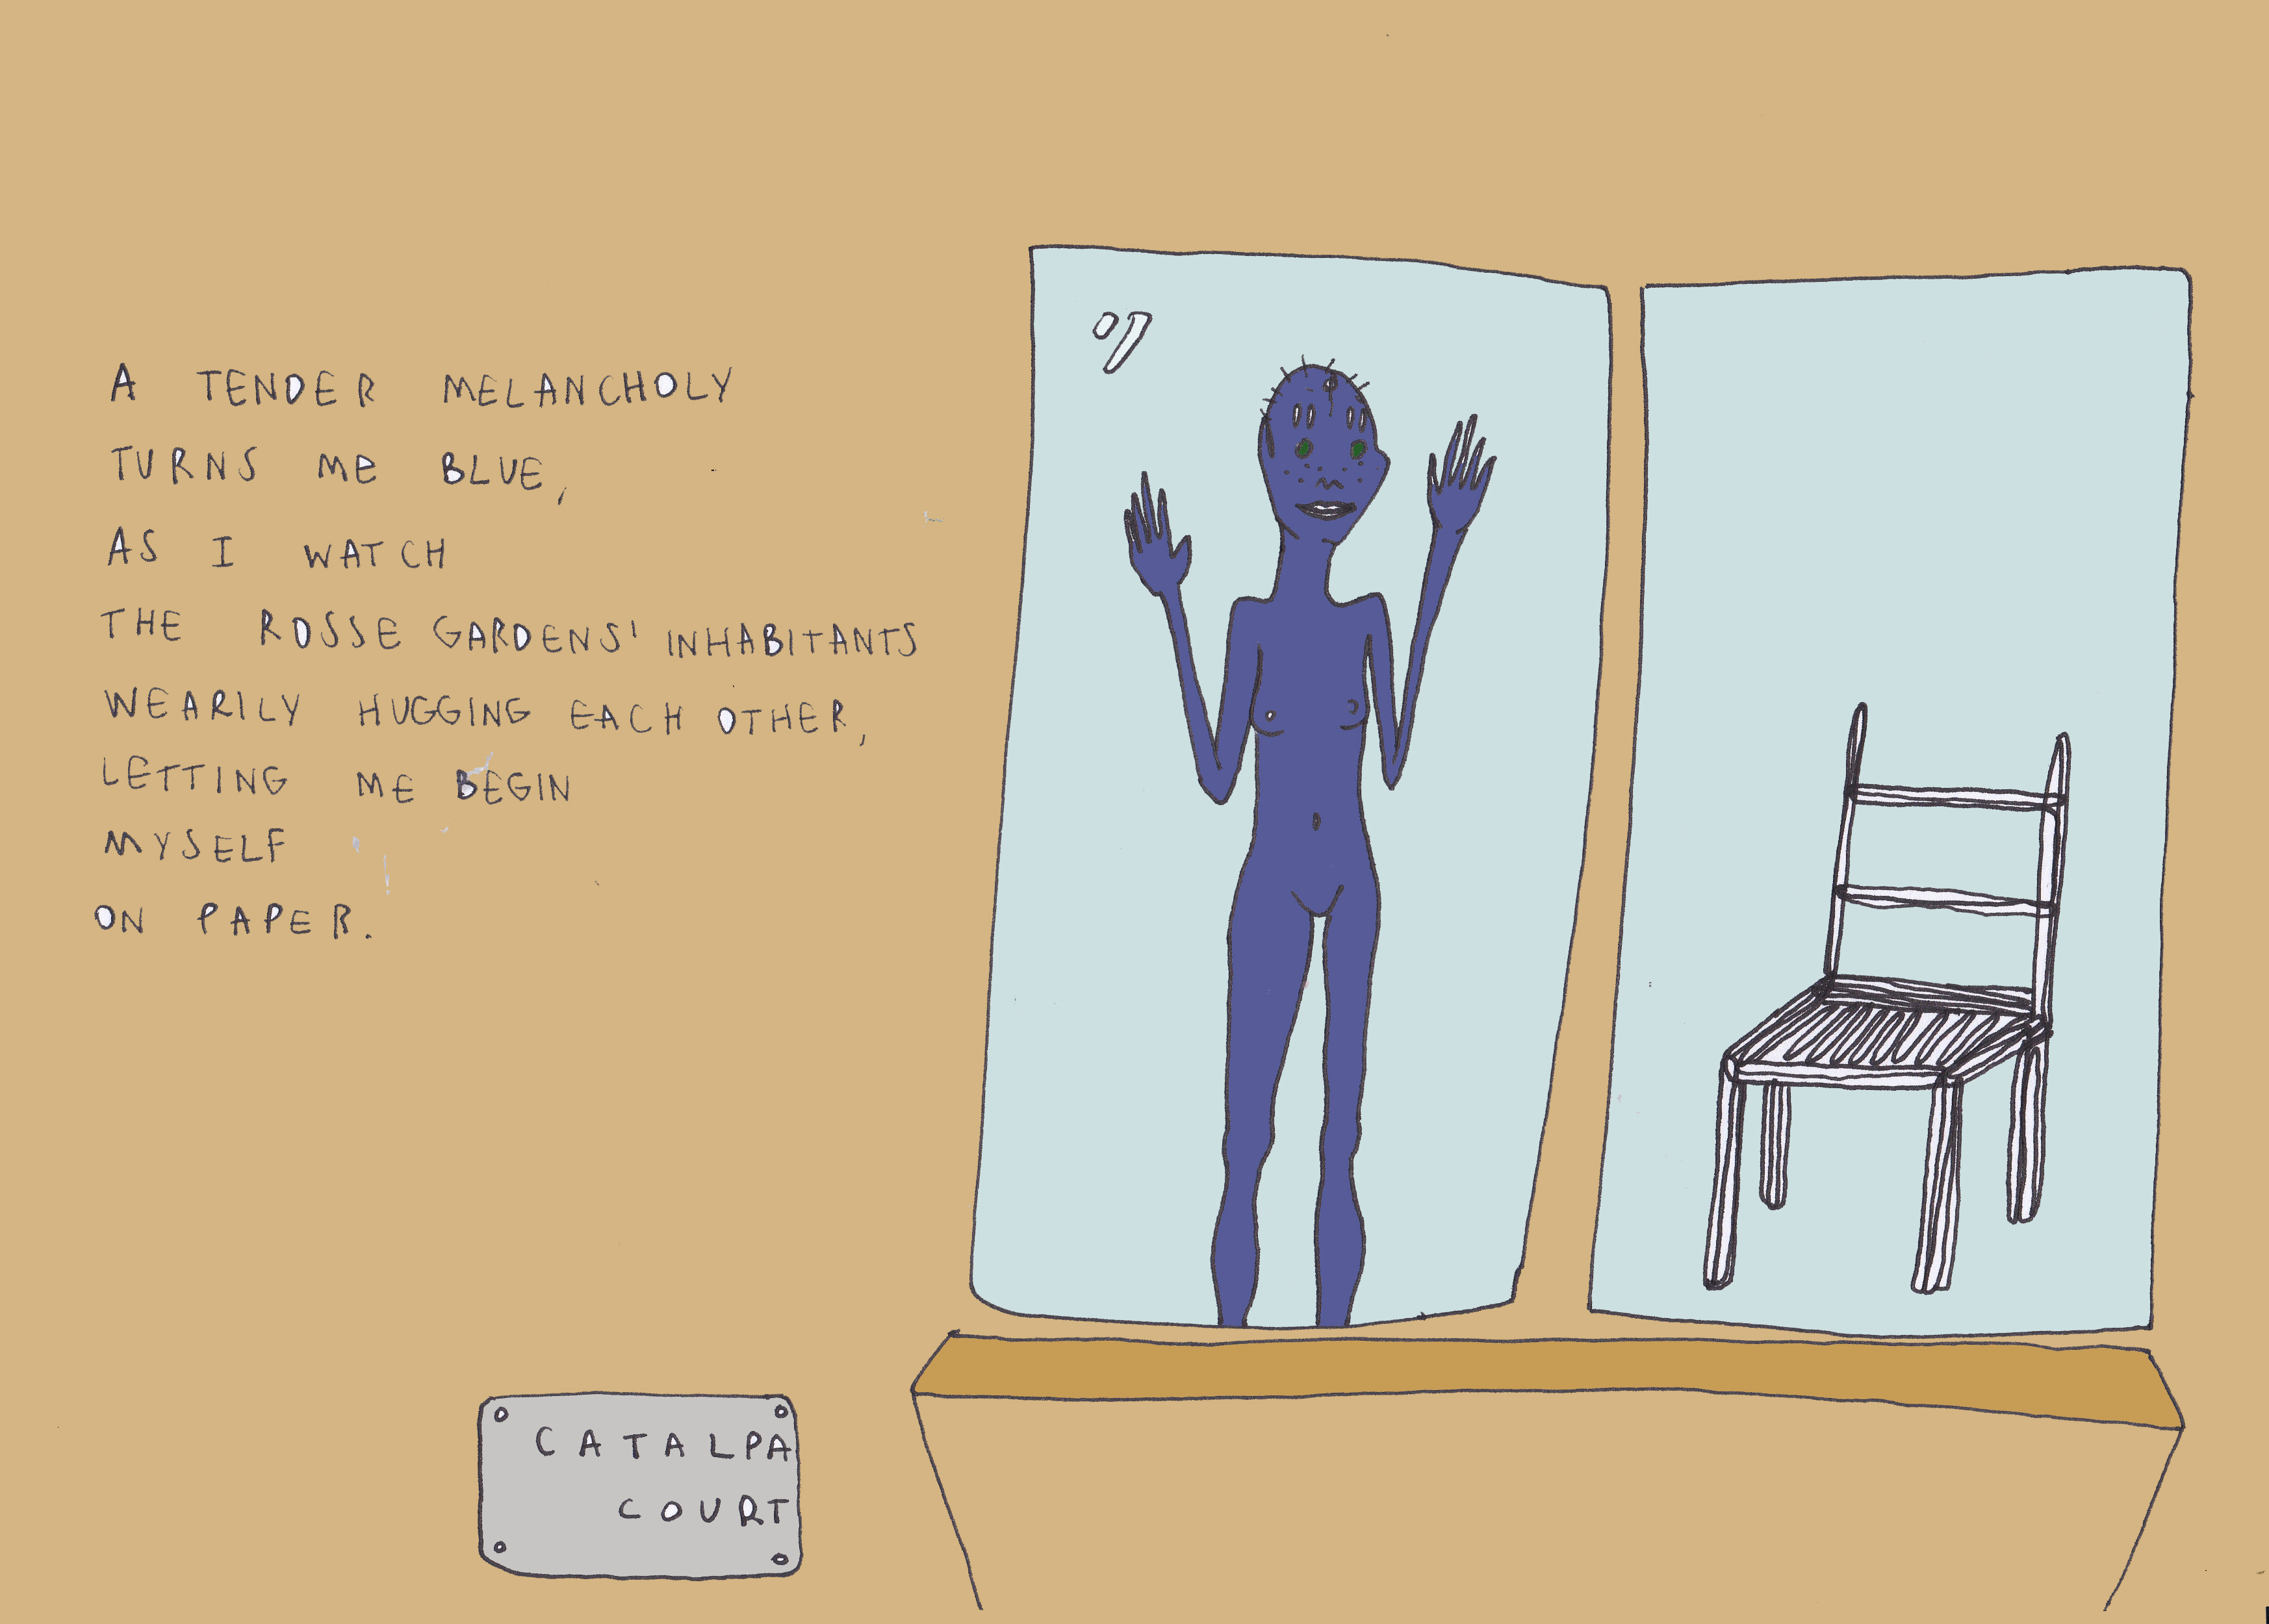 A TENDER MELANCHOLY
TURNS ME BLUE,
AS I WATCH
THE ROSSE GARDENS' INHABITANTS
WEARILY HUGGING EACH OTHER,
LETTING ME BEGIN
MYSELF
ON PAPER.
CATALPA
COURT